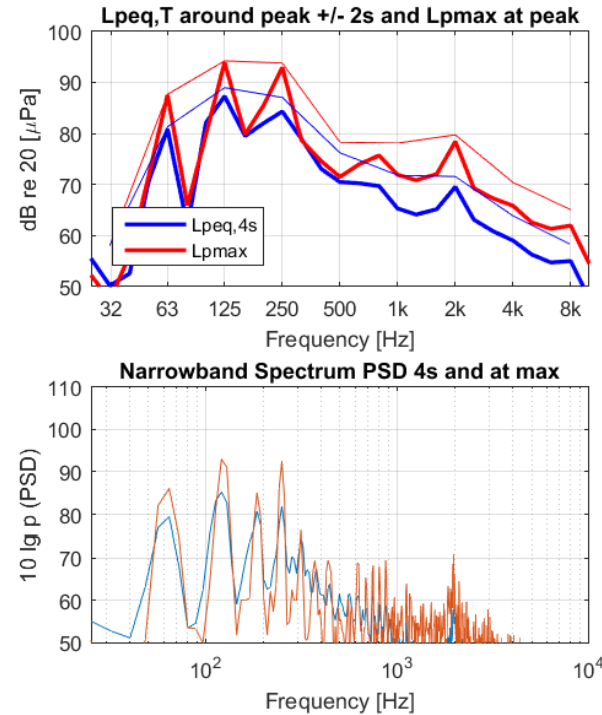 Lpeq,T around peak +/- 2s and Lpmax at peak
100
90
80
70
60
50
dB re 20 [μPa]
Lpeq,4s
Lpmax
32 63 125 250 500 1k 2k 4k 8k
Frequency [Hz]
Narrowband Spectrum PSD 4s and at max
110
100
90
80
70
60
50
10 lg p (PSD)
10² 10³ 10⁴
Frequency [Hz]